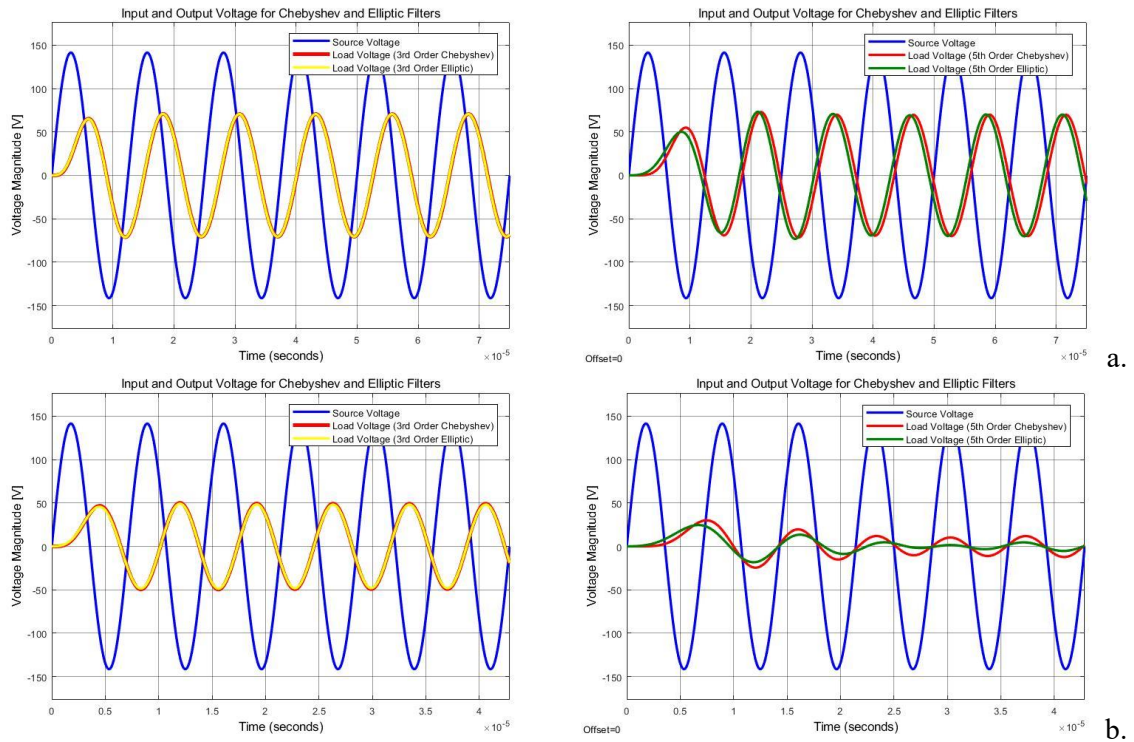 Input and Output Voltage for Chebyshev and Elliptic Filters
Source Voltage
Load Voltage (3rd Order Chebyshev)
Load Voltage (3rd Order Elliptic)
150
100
50
0
-50
-100
-150
Voltage Magnitude [V]
0 1 2 3 4 5 6 7
Time (seconds)
×10-5
Input and Output Voltage for Chebyshev and Elliptic Filters
Source Voltage
Load Voltage (5th Order Chebyshev)
Load Voltage (5th Order Elliptic)
150
100
50
0
-50
-100
-150
Voltage Magnitude [V]
0 1 2 3 4 5 6 7
Time (seconds)
×10-5
Offset=0
a.
Input and Output Voltage for Chebyshev and Elliptic Filters
Source Voltage
Load Voltage (3rd Order Chebyshev)
Load Voltage (3rd Order Elliptic)
150
100
50
0
-50
-100
-150
Voltage Magnitude [V]
0 0.5 1 1.5 2 2.5 3 3.5 4
Time (seconds)
×10-5
Input and Output Voltage for Chebyshev and Elliptic Filters
Source Voltage
Load Voltage (5th Order Chebyshev)
Load Voltage (5th Order Elliptic)
150
100
50
0
-50
-100
-150
Voltage Magnitude [V]
0 0.5 1 1.5 2 2.5 3 3.5 4
Time (seconds)
×10-5
Offset=0
b.